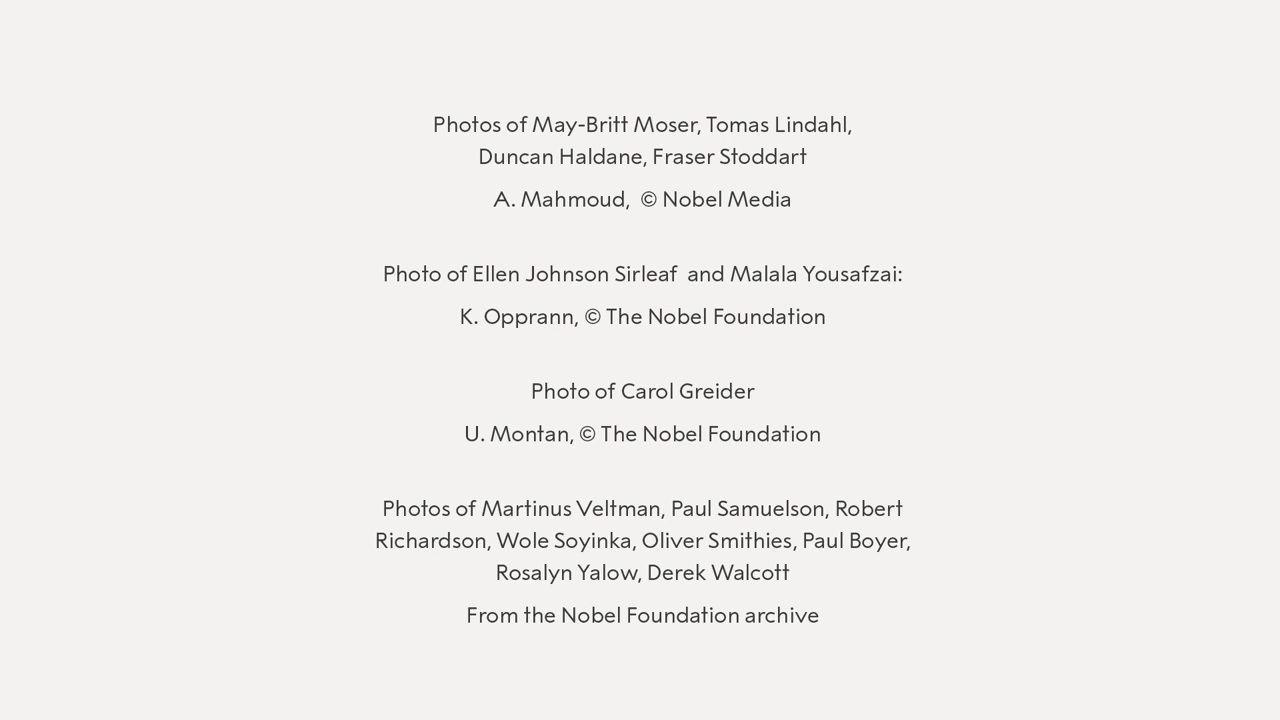 Photos of May-Britt Moser, Tomas Lindahl,
Duncan Haldane, Fraser Stoddart
A. Mahmoud,  © Nobel Media
Photo of Ellen Johnson Sirleaf  and Malala Yousafzai:
K. Opprann, © The Nobel Foundation
Photo of Carol Greider
U. Montan, © The Nobel Foundation
Photos of Martinus Veltman, Paul Samuelson, Robert
Richardson, Wole Soyinka, Oliver Smithies, Paul Boyer,
Rosalyn Yalow, Derek Walcott
From the Nobel Foundation archive